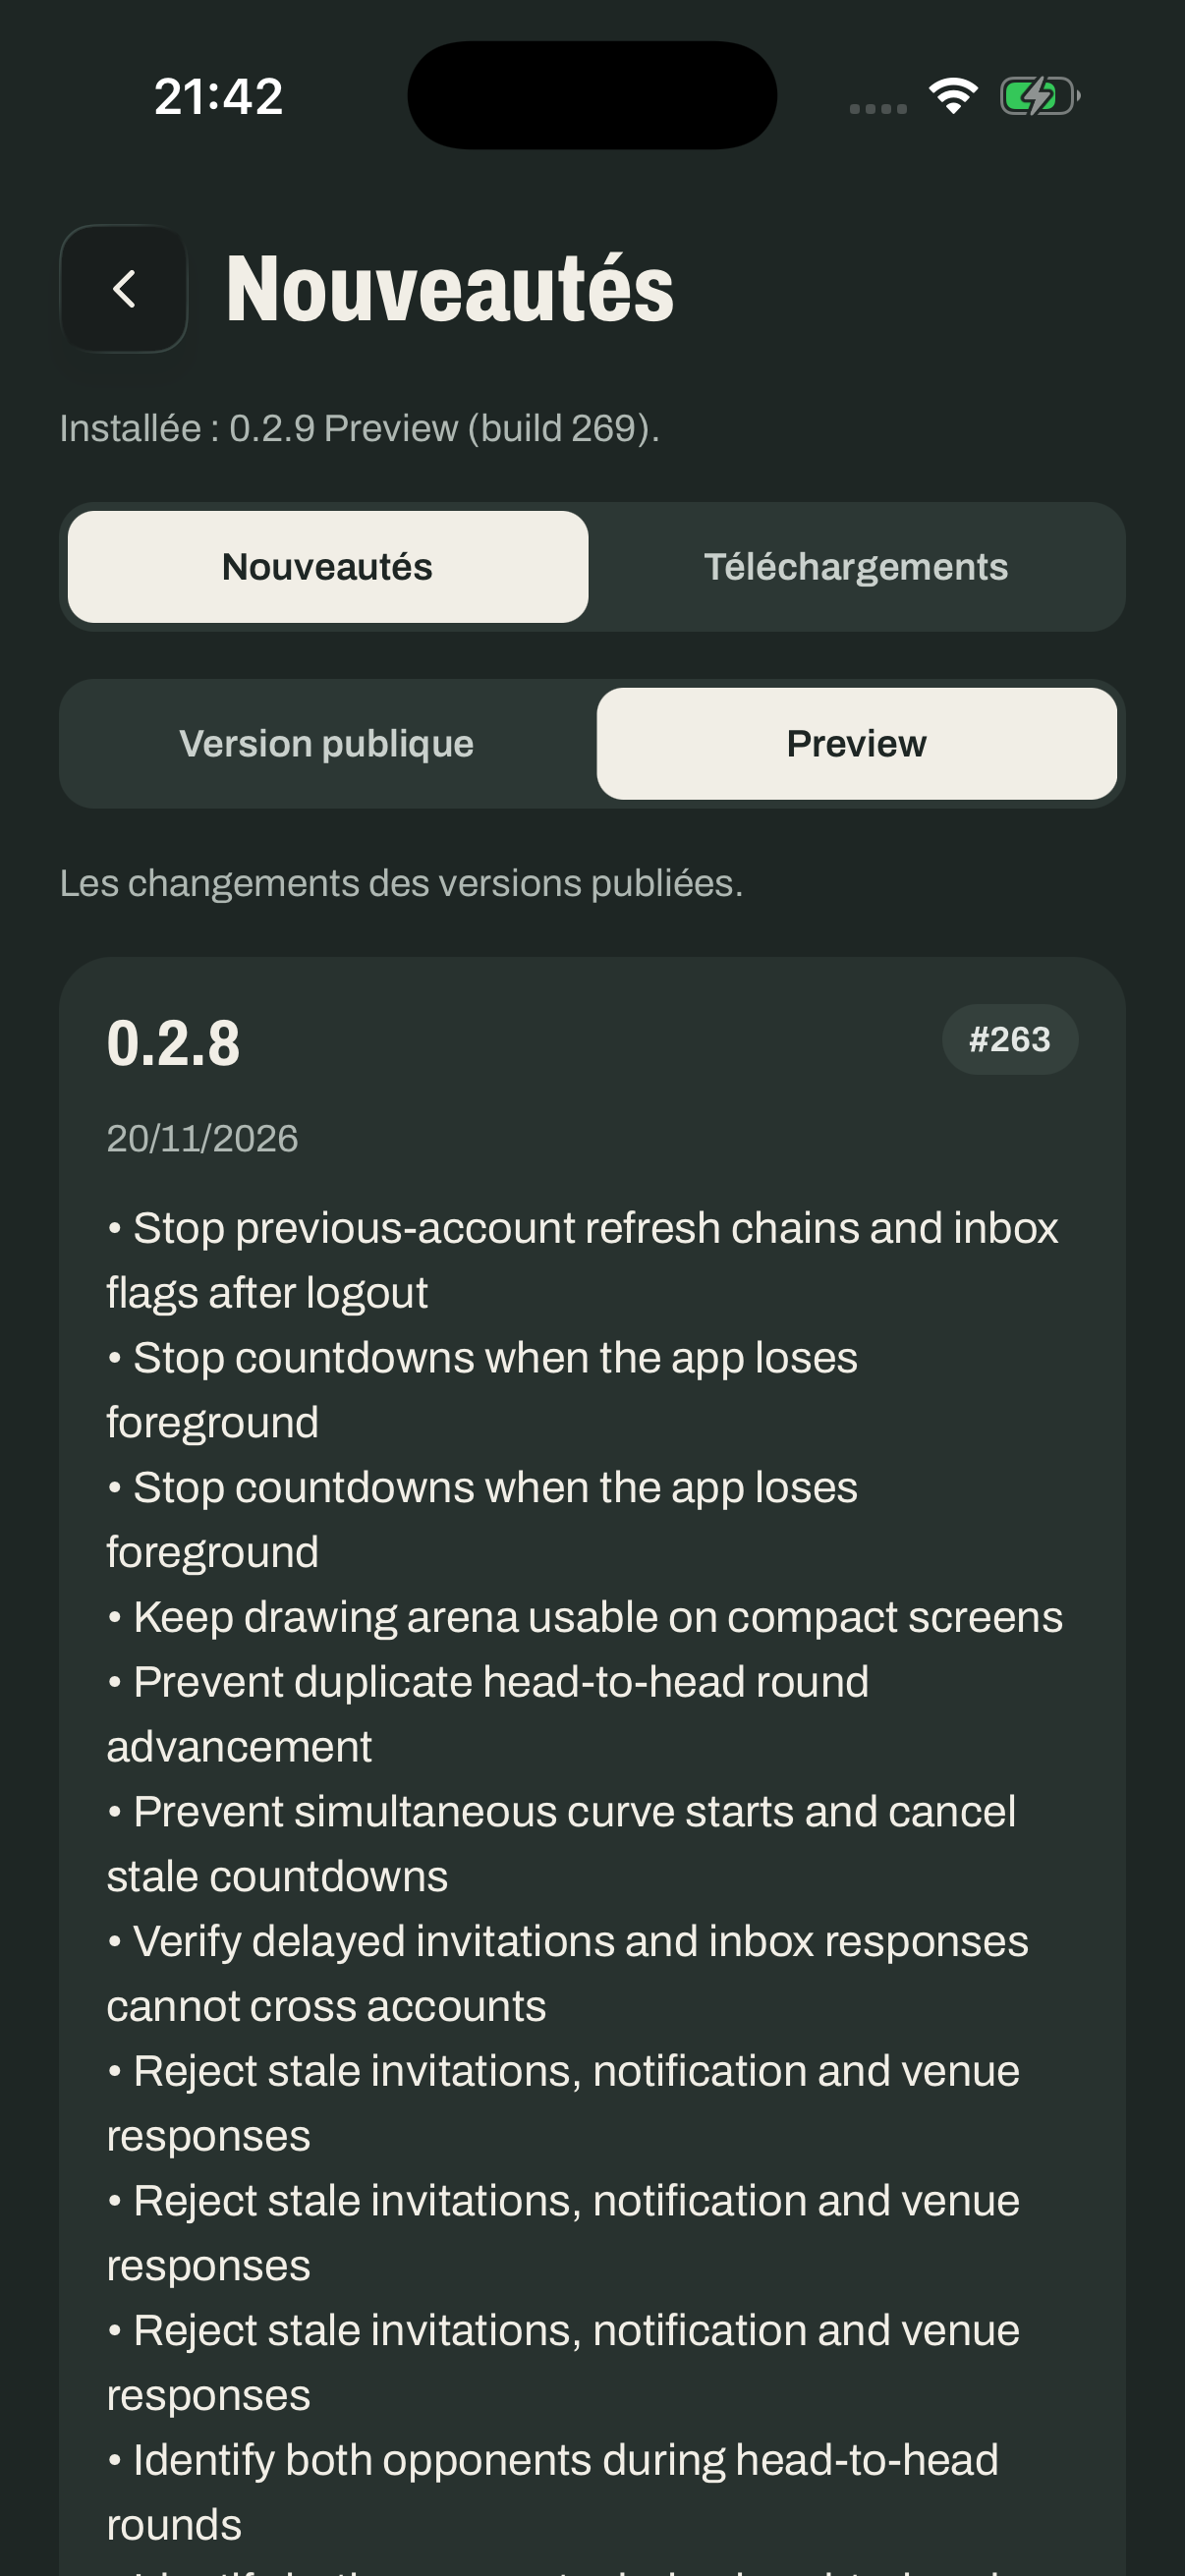 21:42
Nouveautés
Installée : 0.2.9 Preview (build 269).
Nouveautés
Téléchargements
Version publique
Preview
Les changements des versions publiées.
0.2.8
#263
20/11/2026
• Stop previous-account refresh chains and inbox
flags after logout
• Stop countdowns when the app loses
foreground
• Stop countdowns when the app loses
foreground
• Keep drawing arena usable on compact screens
• Prevent duplicate head-to-head round
advancement
• Prevent simultaneous curve starts and cancel
stale countdowns
• Verify delayed invitations and inbox responses
cannot cross accounts
• Reject stale invitations, notification and venue
responses
• Reject stale invitations, notification and venue
responses
• Reject stale invitations, notification and venue
responses
• Identify both opponents during head-to-head
rounds